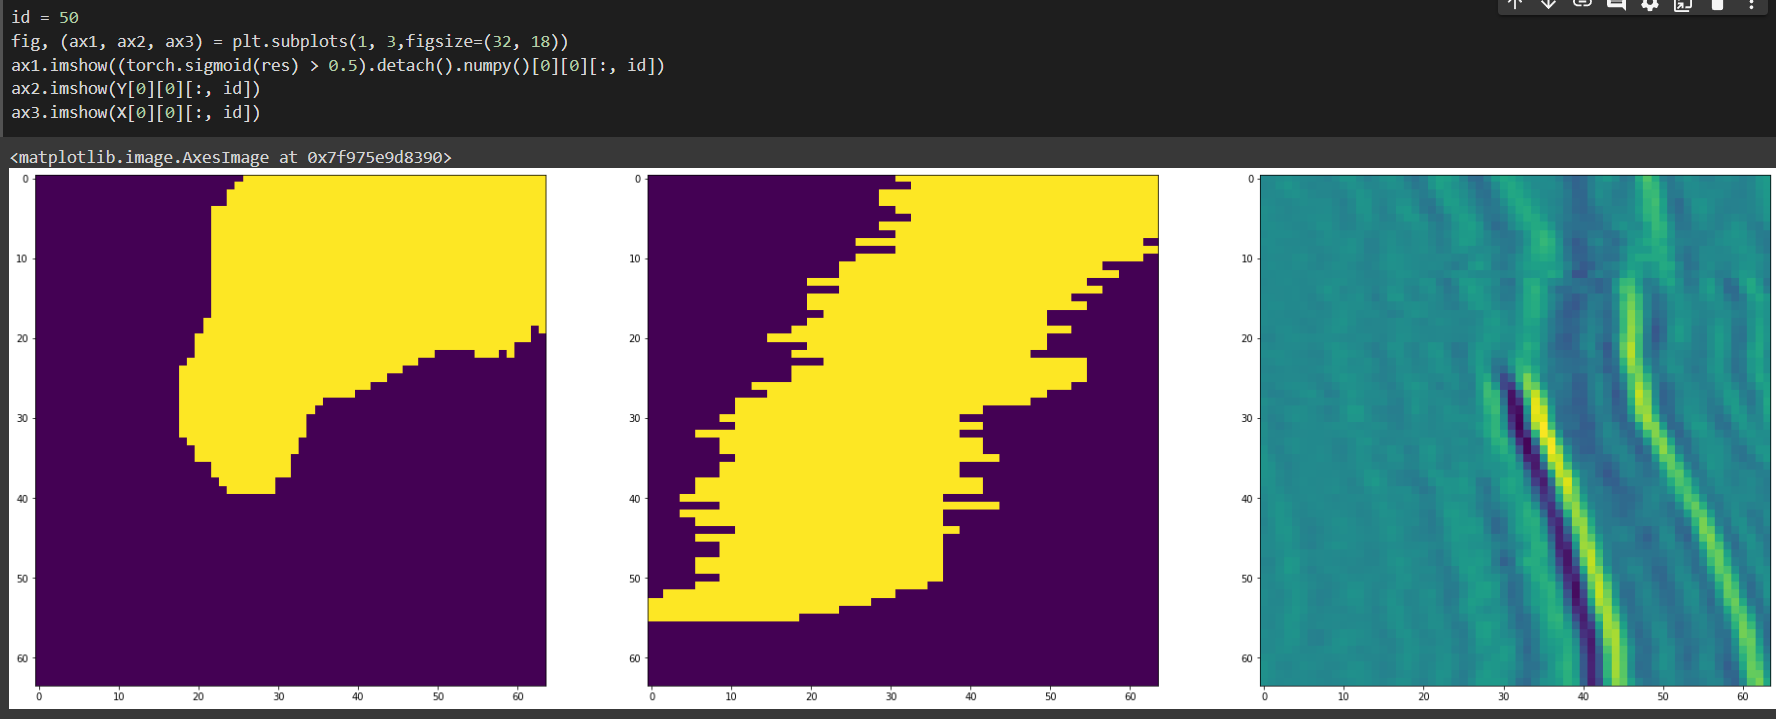 id = 50
fig, (ax1, ax2, ax3) = plt.subplots(1, 3,figsize=(32, 18))
ax1.imshow((torch.sigmoid(res) > 0.5).detach().numpy()[0][0][:, id])
ax2.imshow(Y[0][0][:, id])
ax3.imshow(X[0][0][:, id])
<matplotlib.image.AxesImage at 0x7f975e9d8390>
0
10
20
30
40
50
60
0 10 20 30 40 50 60
0
10
20
30
40
50
60
0 10 20 30 40 50 60
0
10
20
30
40
50
60
0 10 20 30 40 50 60